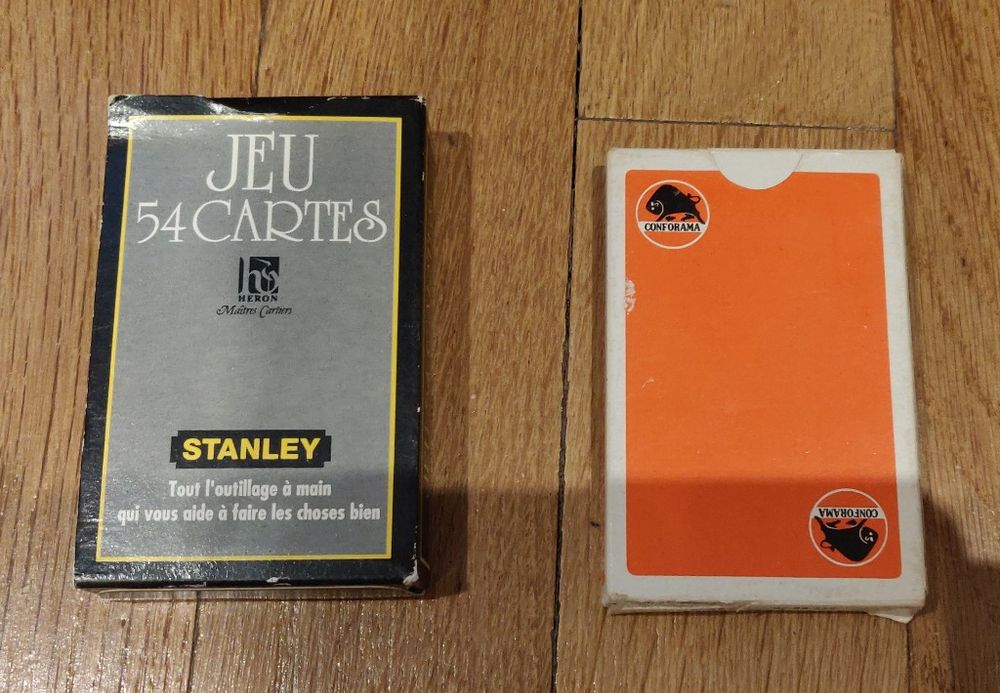 JEU
54 CARTES
HERON
Maîtres Cartiers
STANLEY
Tout l'outillage à main
qui vous aide à faire les choses bien
CONFORAMA
CONFORAMA